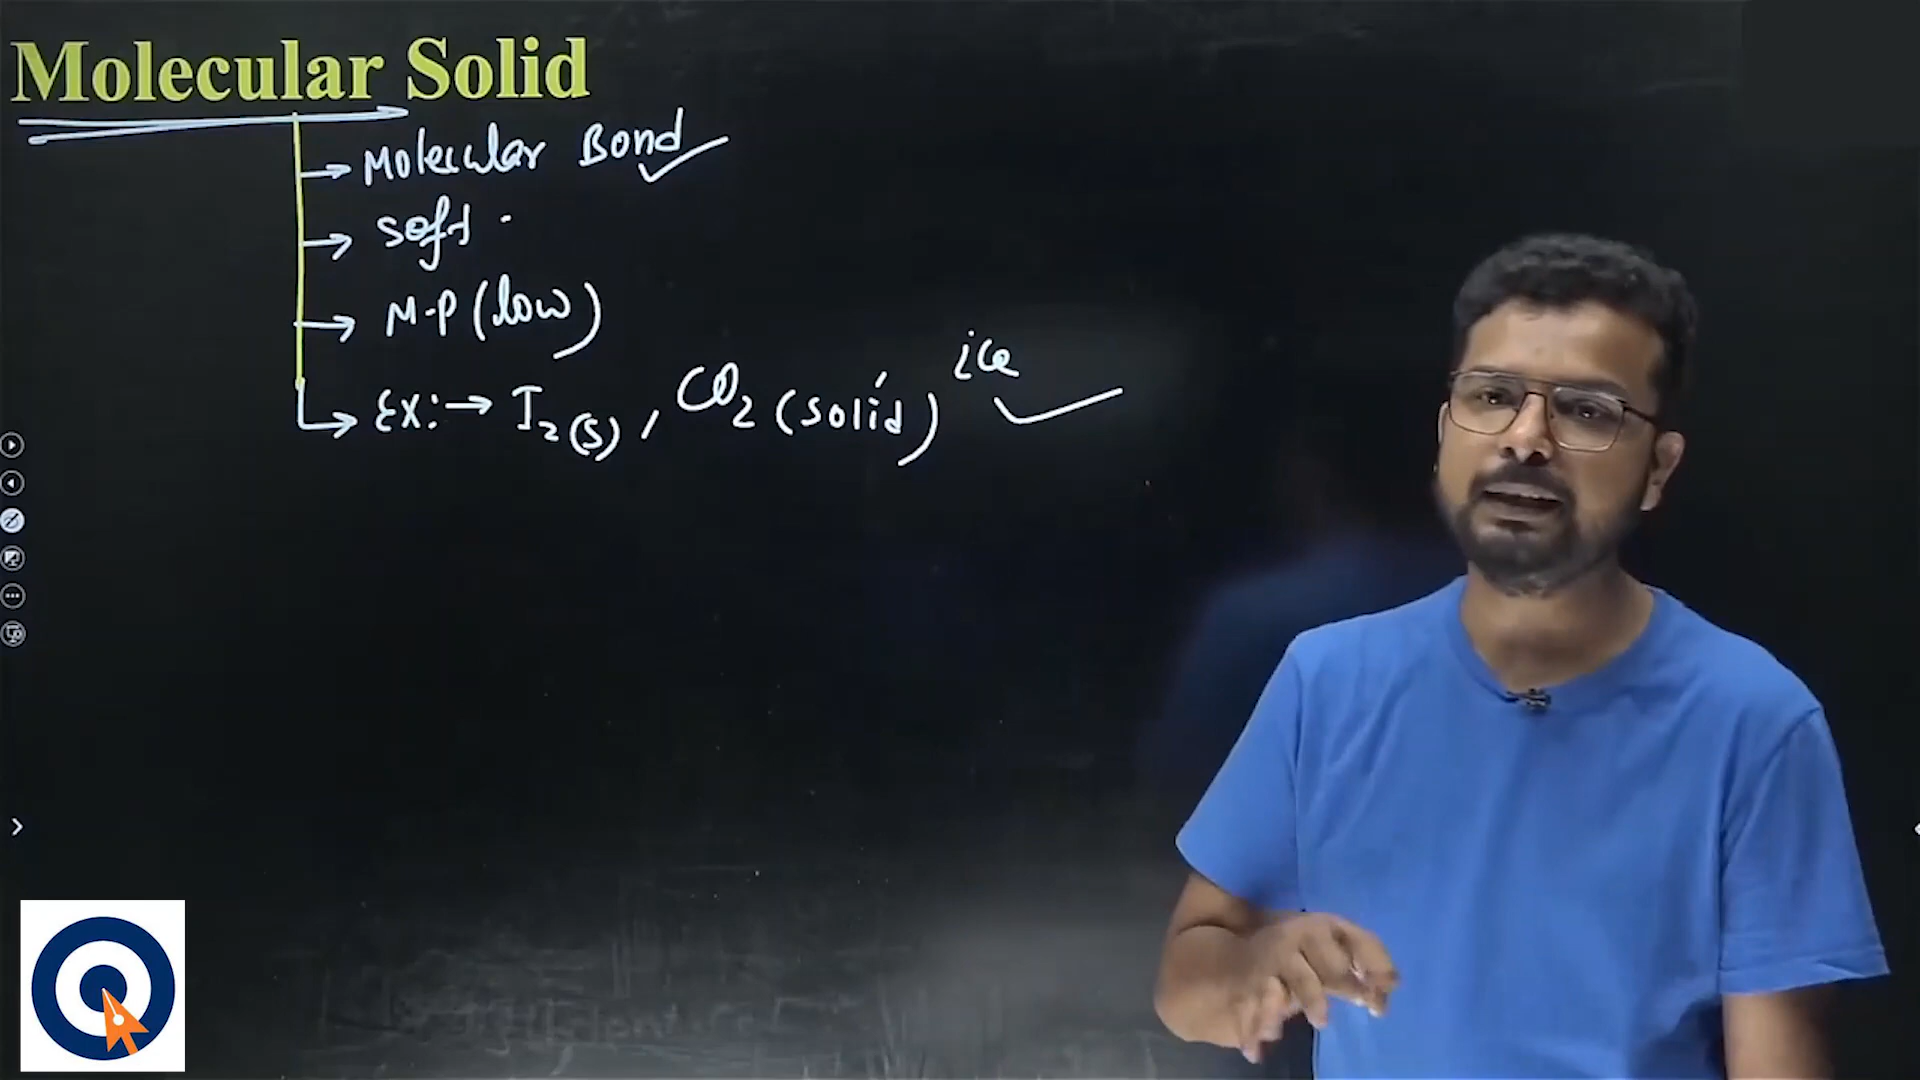 Molecular Solid
→ Molecular Bond
→ Soft
→ M.P (low)
→ Ex:→ I2(s), CO2 (solid) ice